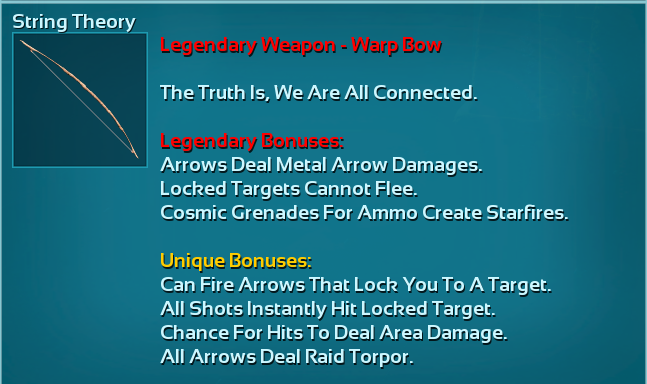 String Theory
Legendary Weapon - Warp Bow
The Truth Is, We Are All Connected.
Legendary Bonuses:
Arrows Deal Metal Arrow Damages.
Locked Targets Cannot Flee.
Cosmic Grenades For Ammo Create Starfires.
Unique Bonuses:
Can Fire Arrows That Lock You To A Target.
All Shots Instantly Hit Locked Target.
Chance For Hits To Deal Area Damage.
All Arrows Deal Raid Torpor.